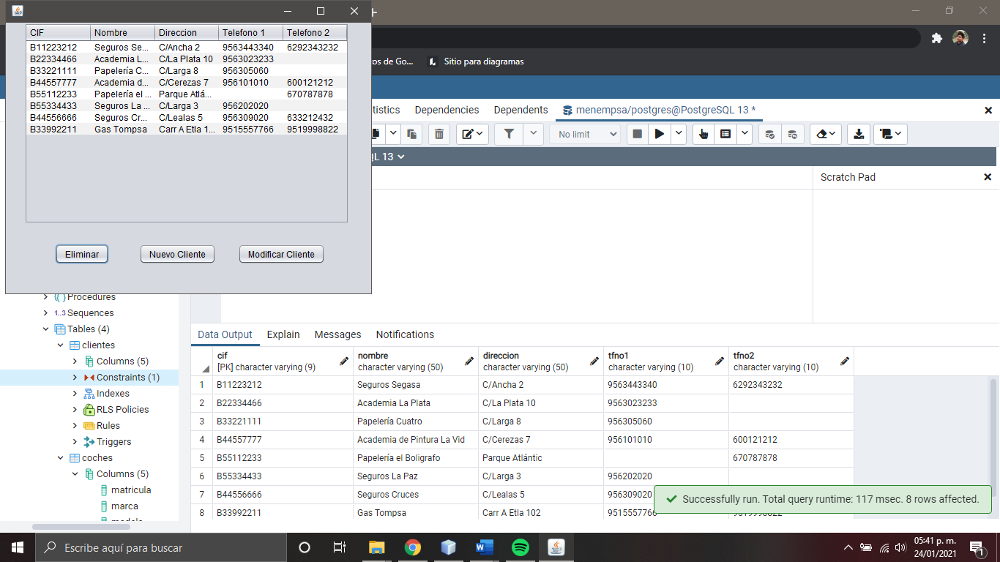 CIF Nombre Direccion Telefono 1 Telefono 2
B11223212 Seguros Se... C/Ancha 2 9563443340 6292343232
B22334466 Academia L... C/La Plata 10 9563023233
B33221111 Papelería C... C/Larga 8 956305060
B44557777 Academia d... C/Cerezas 7 956101010 600121212
B55112233 Papelería el ... Parque Atlá... 670787878
B55334433 Seguros La ... C/Larga 3 956202020
B44556666 Seguros Cr... C/Lealas 5 956309020 633212432
B33992211 Gas Tompsa Carr A Etla 1... 9515557766 9519998822
Eliminar Nuevo Cliente Modificar Cliente
os de Go... Sitio para diagramas
tistics Dependencies Dependents menempsa/postgres@PostgreSQL 13 *
No limit
QL 13
Scratch Pad
Procedures
1..3 Sequences
Tables (4)
clientes
Columns (5)
Constraints (1)
Indexes
RLS Policies
Rules
Triggers
coches
Columns (5)
matricula
marca
modelo
Data Output Explain Messages Notifications
cif nombre direccion tfno1 tfno2
[PK] character varying (9) character varying (50) character varying (50) character varying (10) character varying (10)
1 B11223212 Seguros Segasa C/Ancha 2 9563443340 6292343232
2 B22334466 Academia La Plata C/La Plata 10 9563023233
3 B33221111 Papelería Cuatro C/Larga 8 956305060
4 B44557777 Academia de Pintura La Vid C/Cerezas 7 956101010 600121212
5 B55112233 Papelería el Boligrafo Parque Atlántic 670787878
6 B55334433 Seguros La Paz C/Larga 3 956202020
7 B44556666 Seguros Cruces C/Lealas 5 956309020
8 B33992211 Gas Tompsa Carr A Etla 102 9515557766 9519998822
Successfully run. Total query runtime: 117 msec. 8 rows affected.
Escribe aquí para buscar
05:41 p. m.
24/01/2021
1